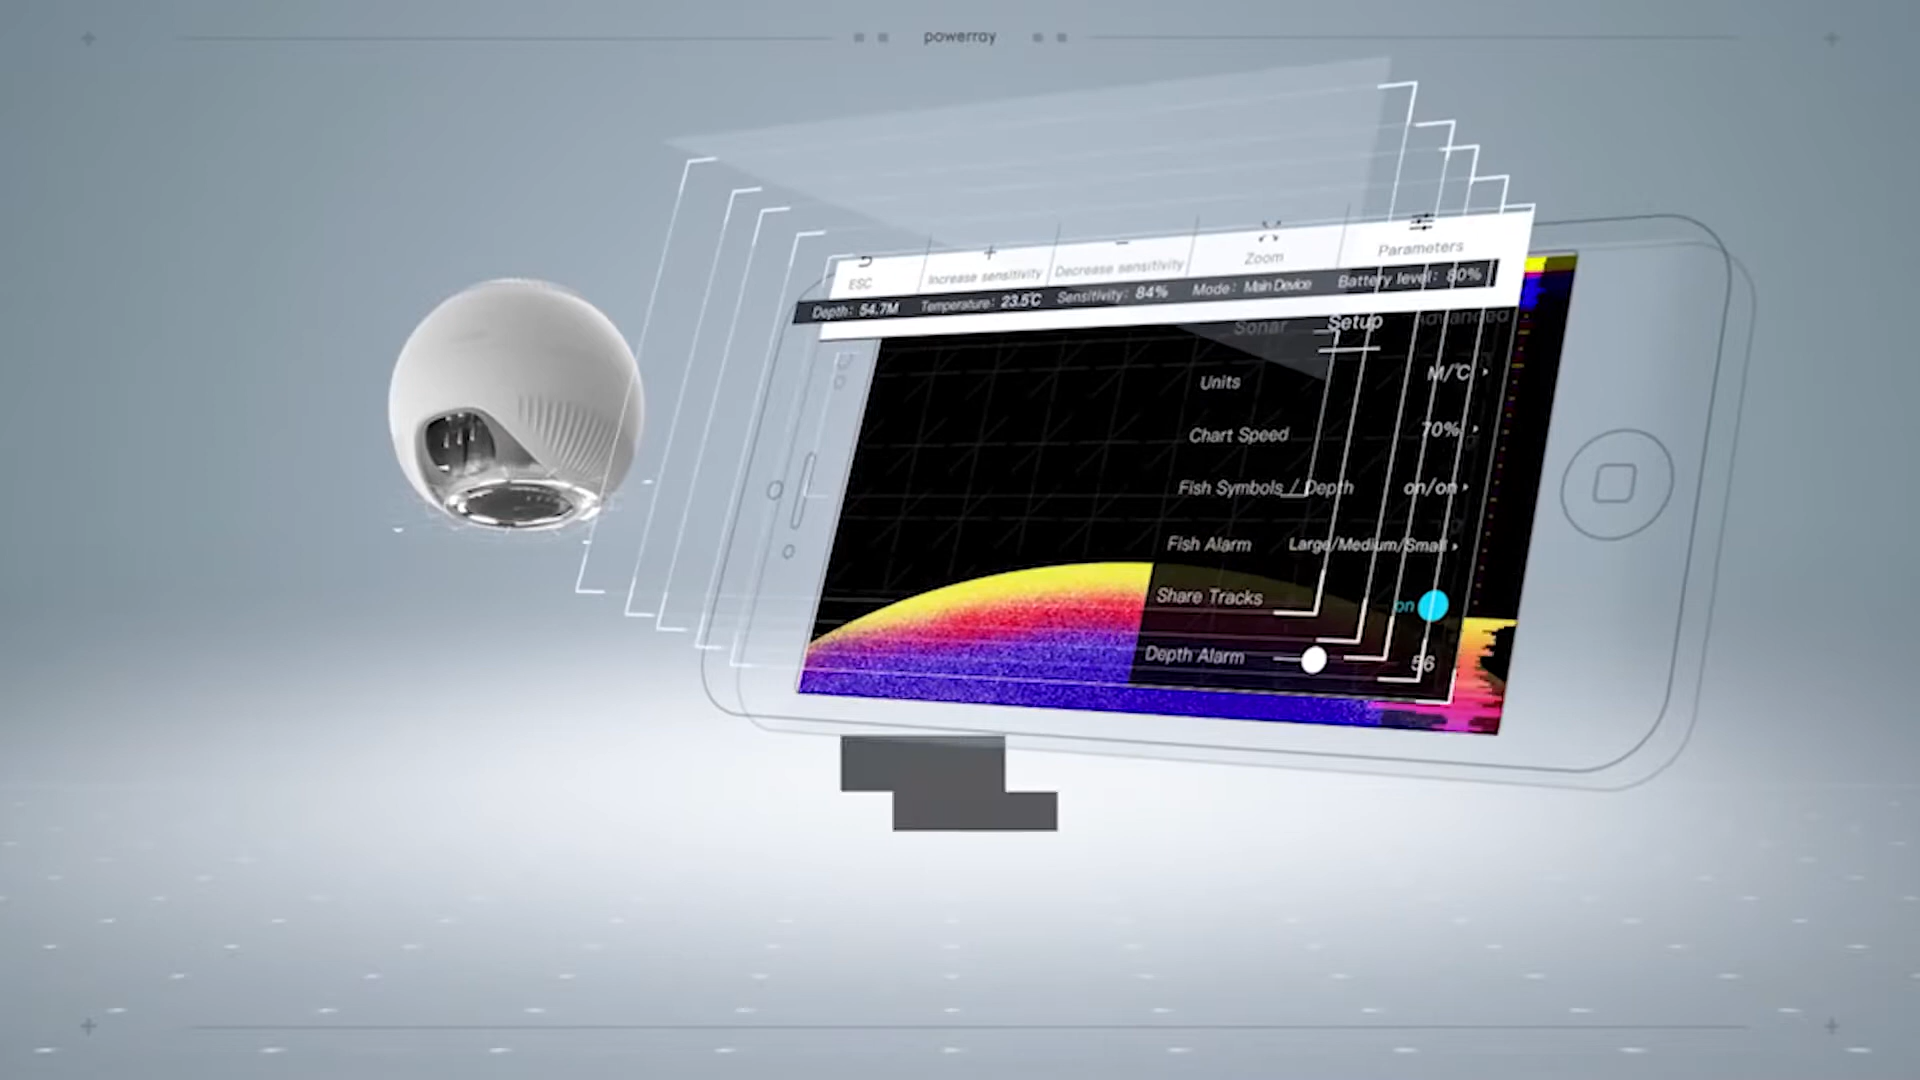 powerray
ESC
Increase sensitivity
Decrease sensitivity
Zoom
Parameters
Depth: 54.7M Temperature: 23.5℃ Sensitivity: 84% Mode: Main Device Battery level: 80%
Sonar Setup Advanced
Units M/℃
Chart Speed 70%
Fish Symbols / Depth on/on
Fish Alarm Large/Medium/Small
Share Tracks on
Depth Alarm 56